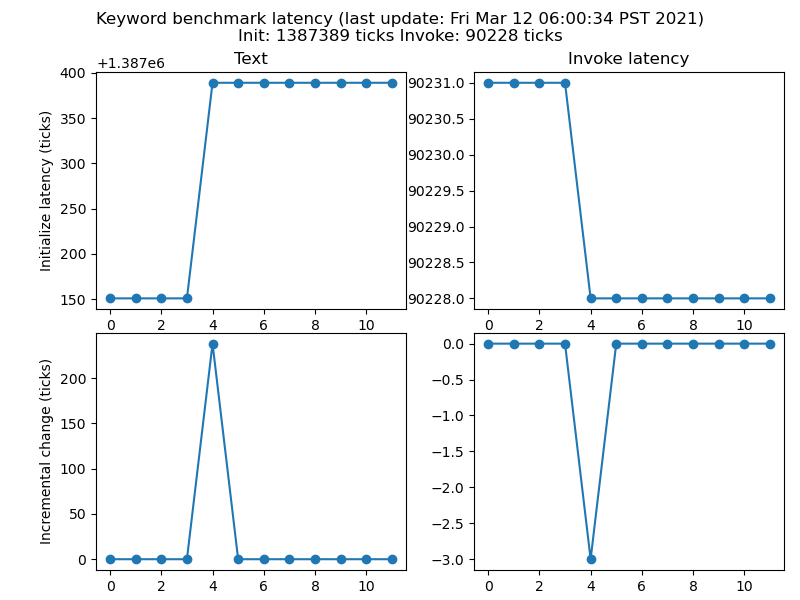 Keyword benchmark latency (last update: Fri Mar 12 06:00:34 PST 2021)
Init: 1387389 ticks Invoke: 90228 ticks
Text
Invoke latency
+1.387e6
Initialize latency (ticks)
400
350
300
250
200
150
0 2 4 6 8 10
90231.0
90230.5
90230.0
90229.5
90229.0
90228.5
90228.0
0 2 4 6 8 10
Incremental change (ticks)
200
150
100
50
0
0 2 4 6 8 10
0.0
−0.5
−1.0
−1.5
−2.0
−2.5
−3.0
0 2 4 6 8 10